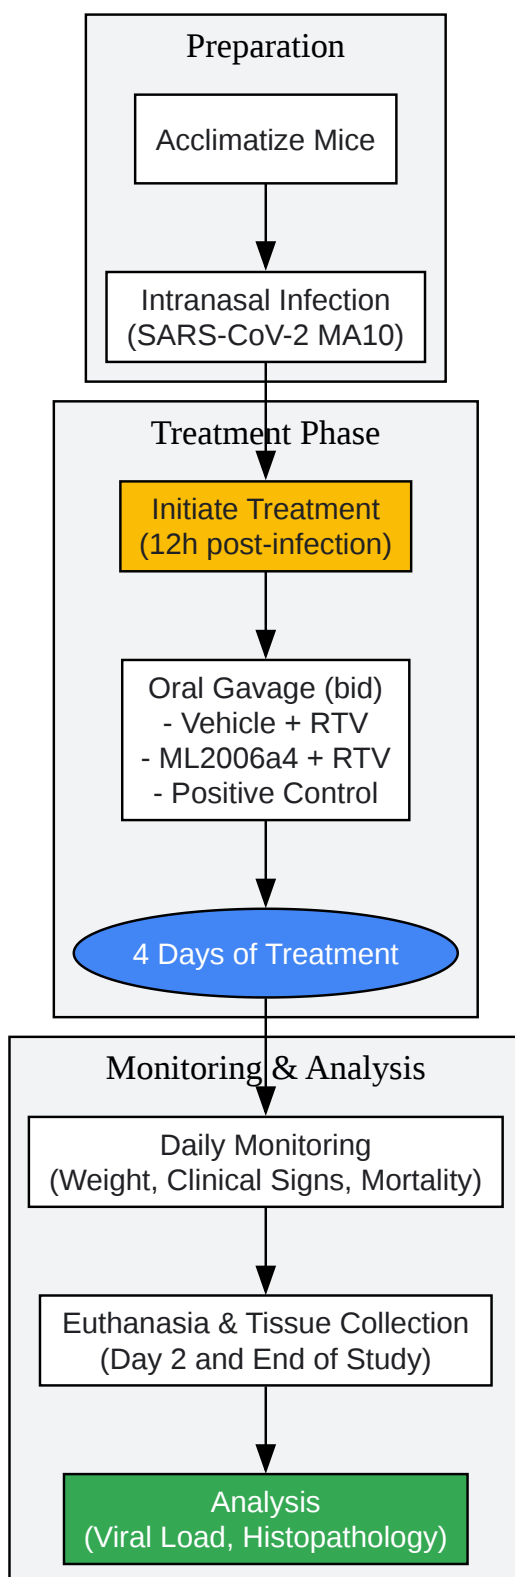 Preparation
Acclimatize Mice
Intranasal Infection
(SARS-CoV-2 MA10)
Treatment Phase
Initiate Treatment
(12h post-infection)
Oral Gavage (bid)
- Vehicle + RTV
- ML2006a4 + RTV
- Positive Control
4 Days of Treatment
Monitoring & Analysis
Daily Monitoring
(Weight, Clinical Signs, Mortality)
Euthanasia & Tissue Collection
(Day 2 and End of Study)
Analysis
(Viral Load, Histopathology)